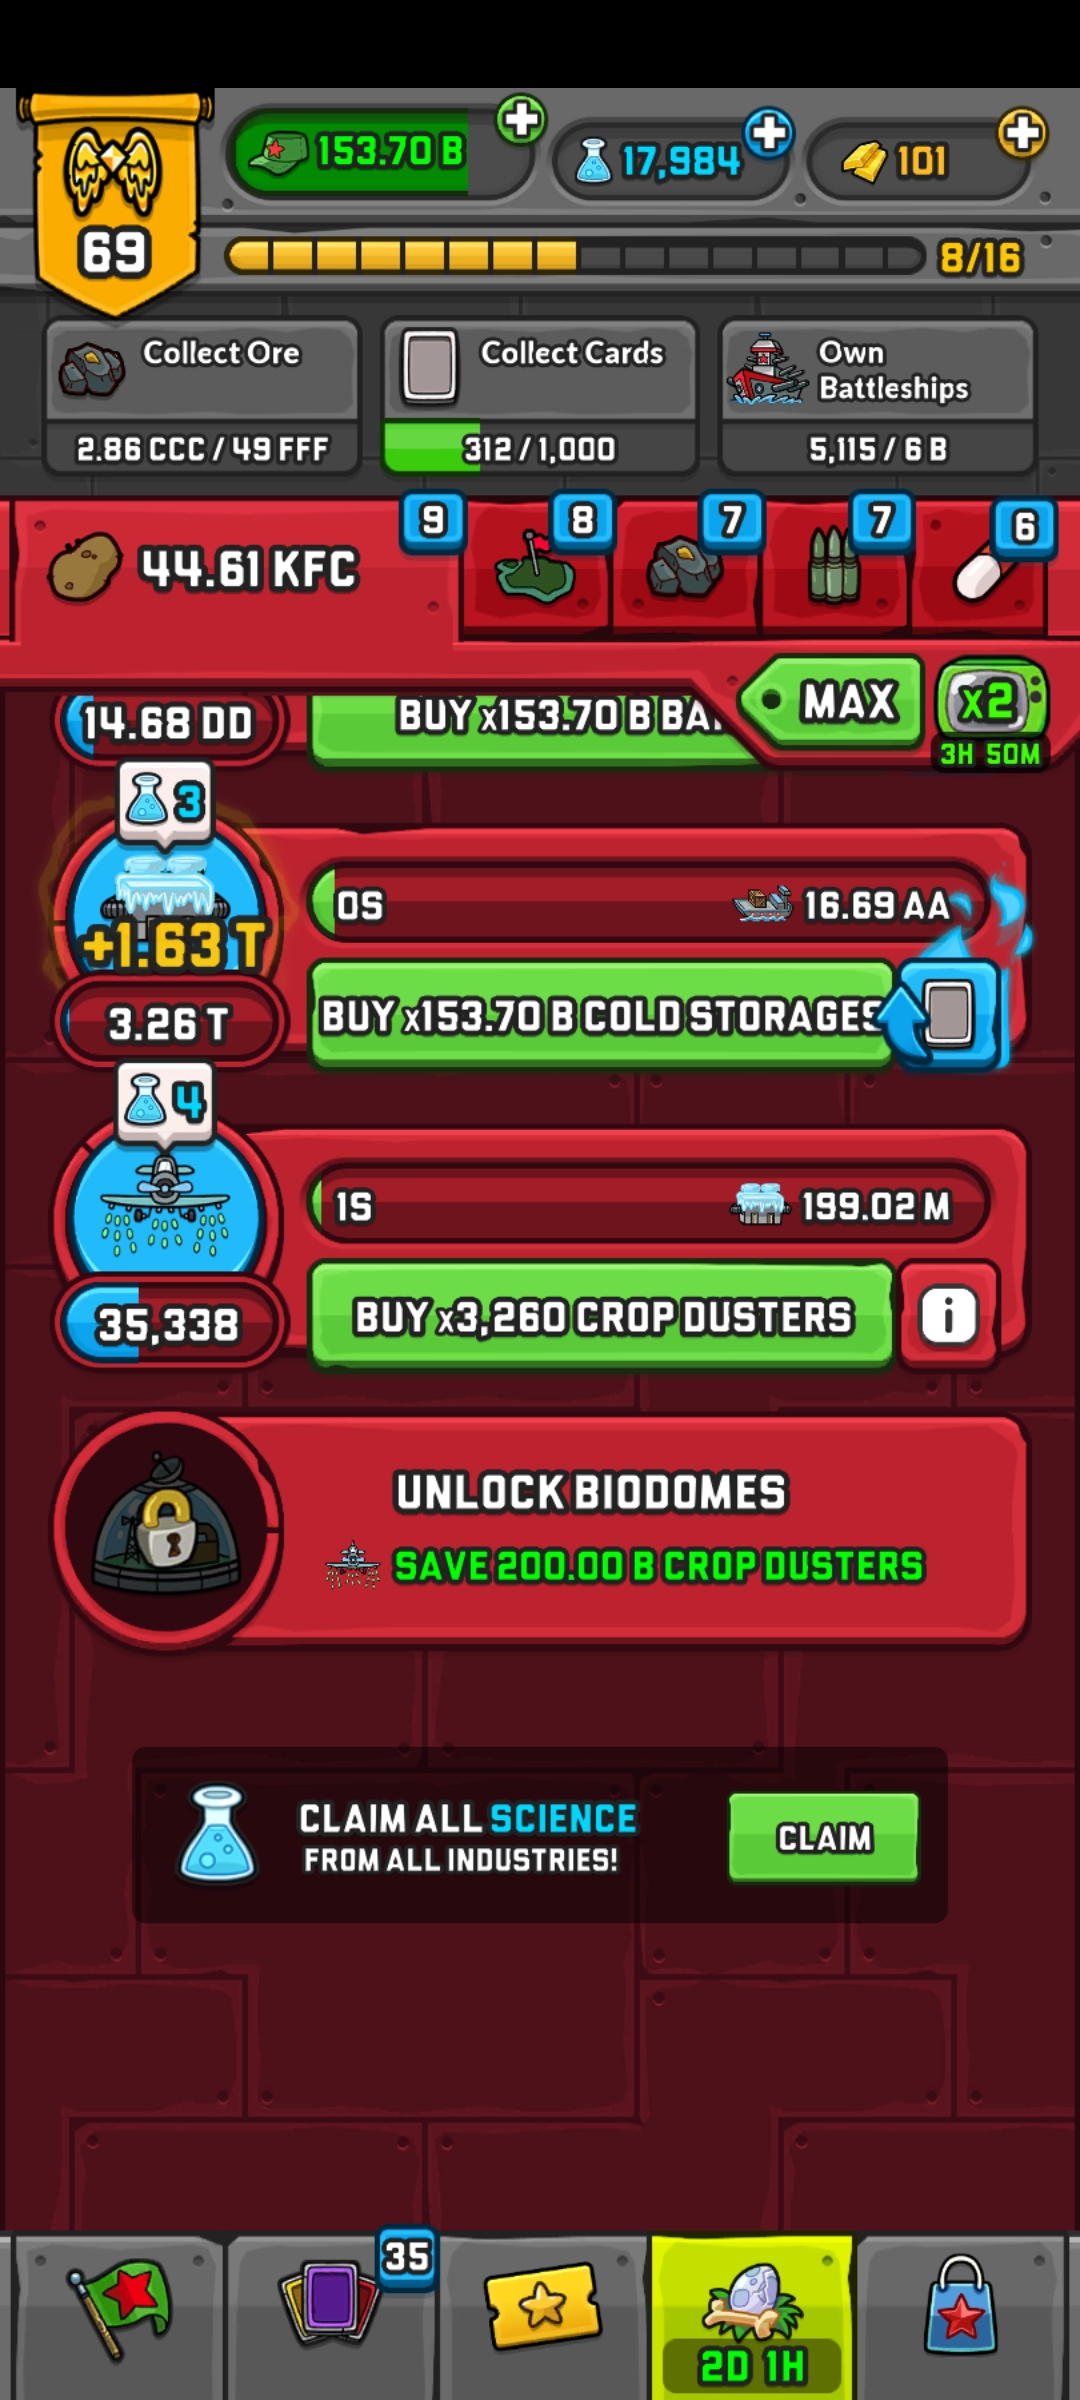 69
153.70 B
17,984
101
8/16
Collect Ore
2.86 CCC / 49 FFF
Collect Cards
312 / 1,000
Own
Battleships
5,115 / 6 B
44.61 KFC
9
8
7
7
6
MAX
x2
3H 50M
14.68 DD
BUY x153.70 B BA
3
+1.63 T
3.26 T
0S
16.69 AA
BUY x153.70 B COLD STORAGES
4
35,338
1S
199.02 M
BUY x3,260 CROP DUSTERS
i
UNLOCK BIODOMES
SAVE 200.00 B CROP DUSTERS
CLAIM ALL SCIENCE
FROM ALL INDUSTRIES!
CLAIM
35
2D 1H